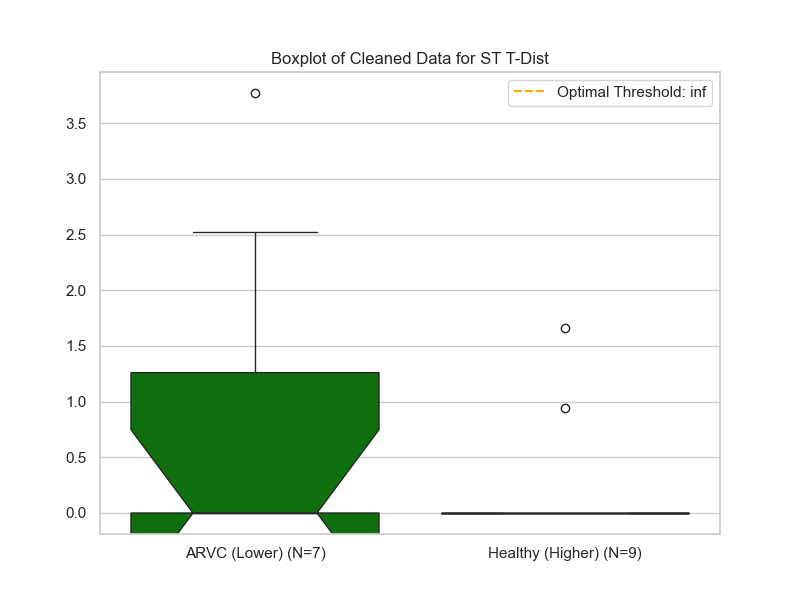 Boxplot of Cleaned Data for ST T-Dist
Optimal Threshold: inf
3.5
3.0
2.5
2.0
1.5
1.0
0.5
0.0
ARVC (Lower) (N=7)
Healthy (Higher) (N=9)